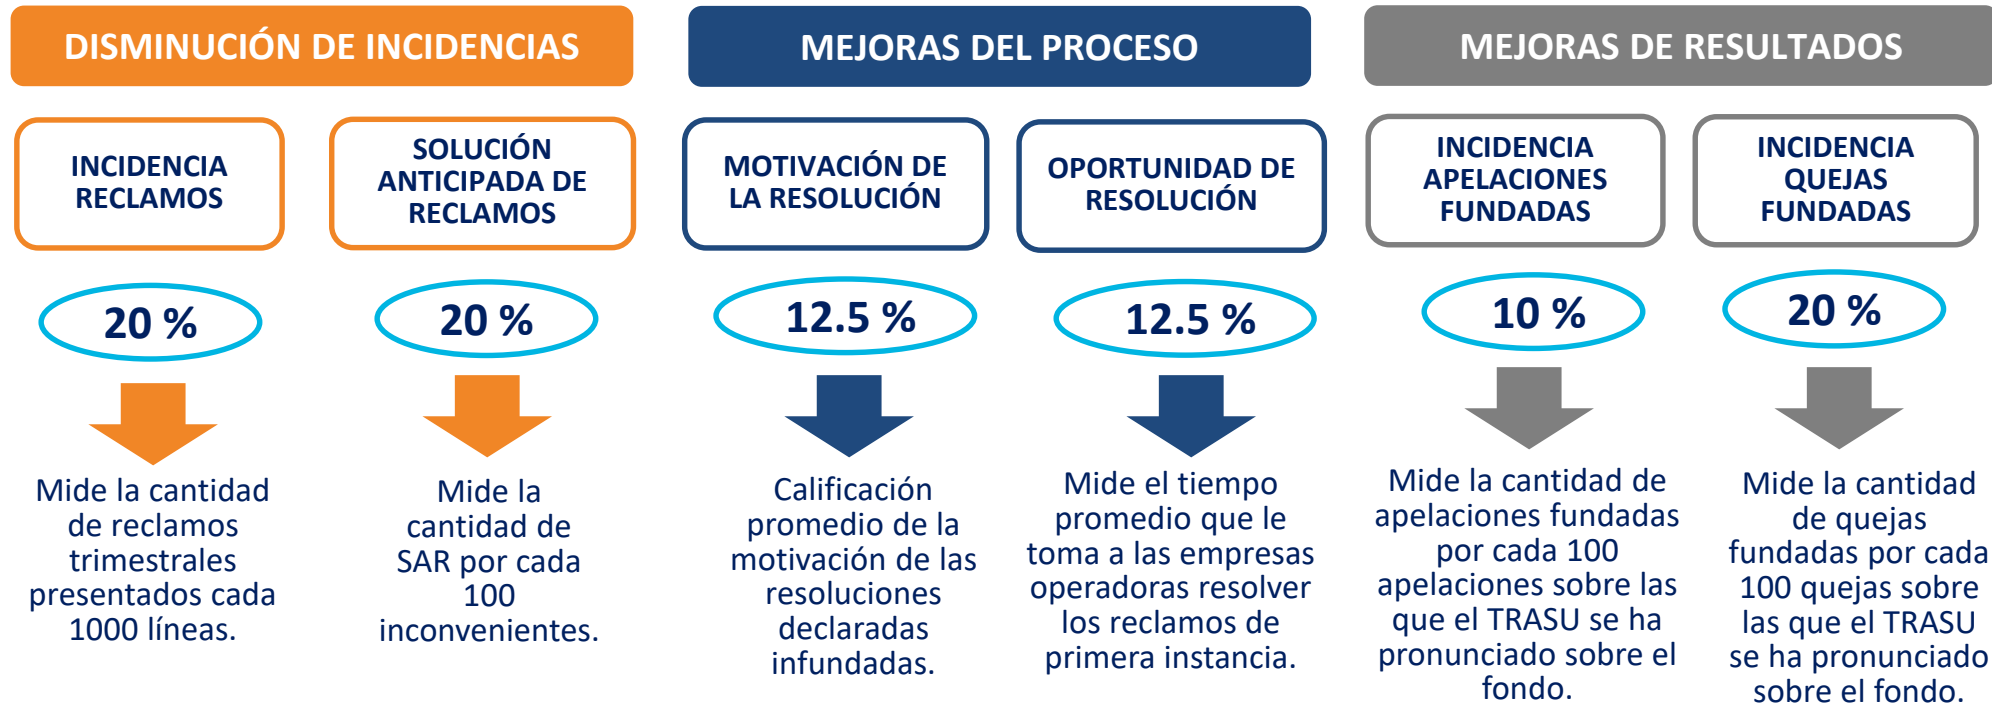 DISMINUCIÓN DE INCIDENCIAS
INCIDENCIA
RECLAMOS
20 %
Mide la cantidad
de reclamos
trimestrales
presentados cada
1000 líneas.
SOLUCIÓN
ANTICIPADA DE
RECLAMOS
20 %
Mide la
cantidad de
SAR por cada
100
inconvenientes.
MEJORAS DEL PROCESO
MOTIVACIÓN DE
LA RESOLUCIÓN
12.5 %
Calificación
promedio de la
motivación de las
resoluciones
declaradas
infundadas.
OPORTUNIDAD DE
RESOLUCIÓN
12.5 %
Mide el tiempo
promedio que le
toma a las empresas
operadoras resolver
los reclamos de
primera instancia.
MEJORAS DE RESULTADOS
INCIDENCIA
APELACIONES
FUNDADAS
10 %
Mide la cantidad de
apelaciones fundadas
por cada 100
apelaciones sobre las
que el TRASU se ha
pronunciado sobre el
fondo.
INCIDENCIA
QUEJAS
FUNDADAS
20 %
Mide la cantidad
de quejas
fundadas por cada
100 quejas sobre
las que el TRASU
se ha pronunciado
sobre el fondo.